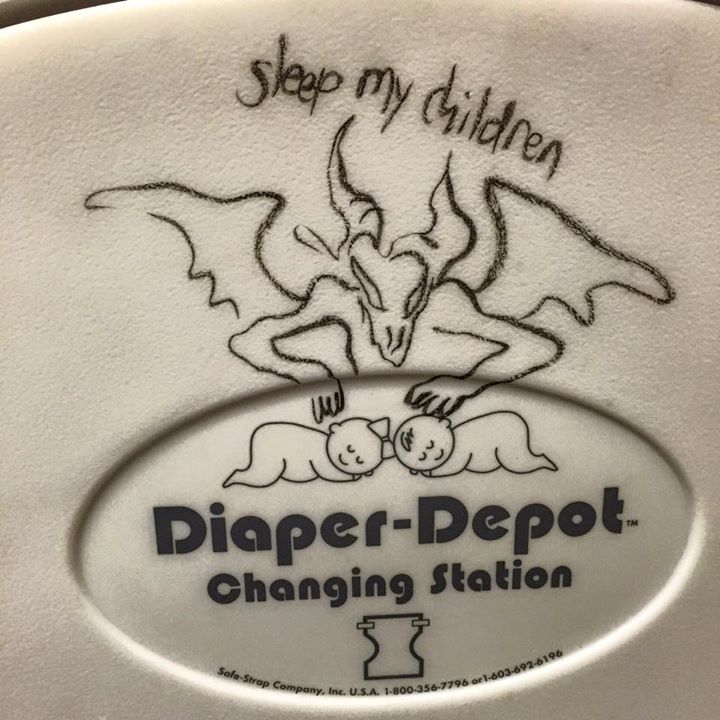 sleep my children
Diaper-Depot™
Changing Station
Safe-Strap Company, Inc. U.S.A. 1-800-356-7796 or 1-603-692-6196